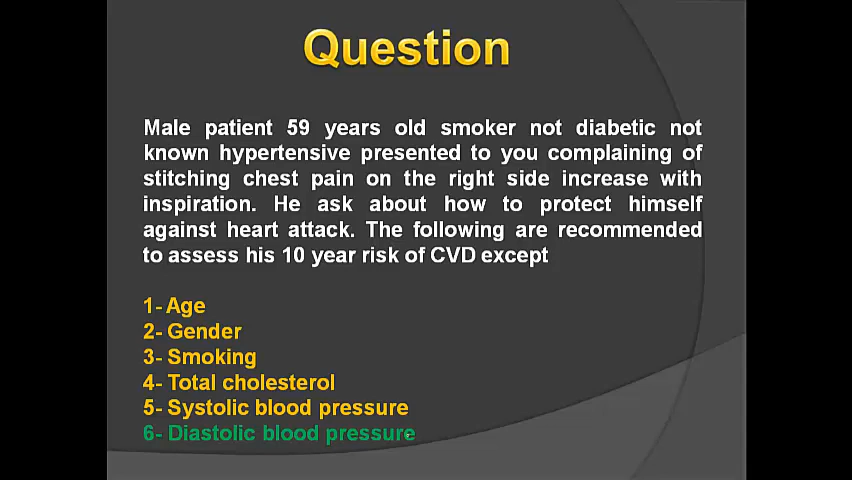 Question
Male patient 59 years old smoker not diabetic not
known hypertensive presented to you complaining of
stitching chest pain on the right side increase with
inspiration. He ask about how to protect himself
against heart attack. The following are recommended
to assess his 10 year risk of CVD except
1- Age
2- Gender
3- Smoking
4- Total cholesterol
5- Systolic blood pressure
6- Diastolic blood pressure